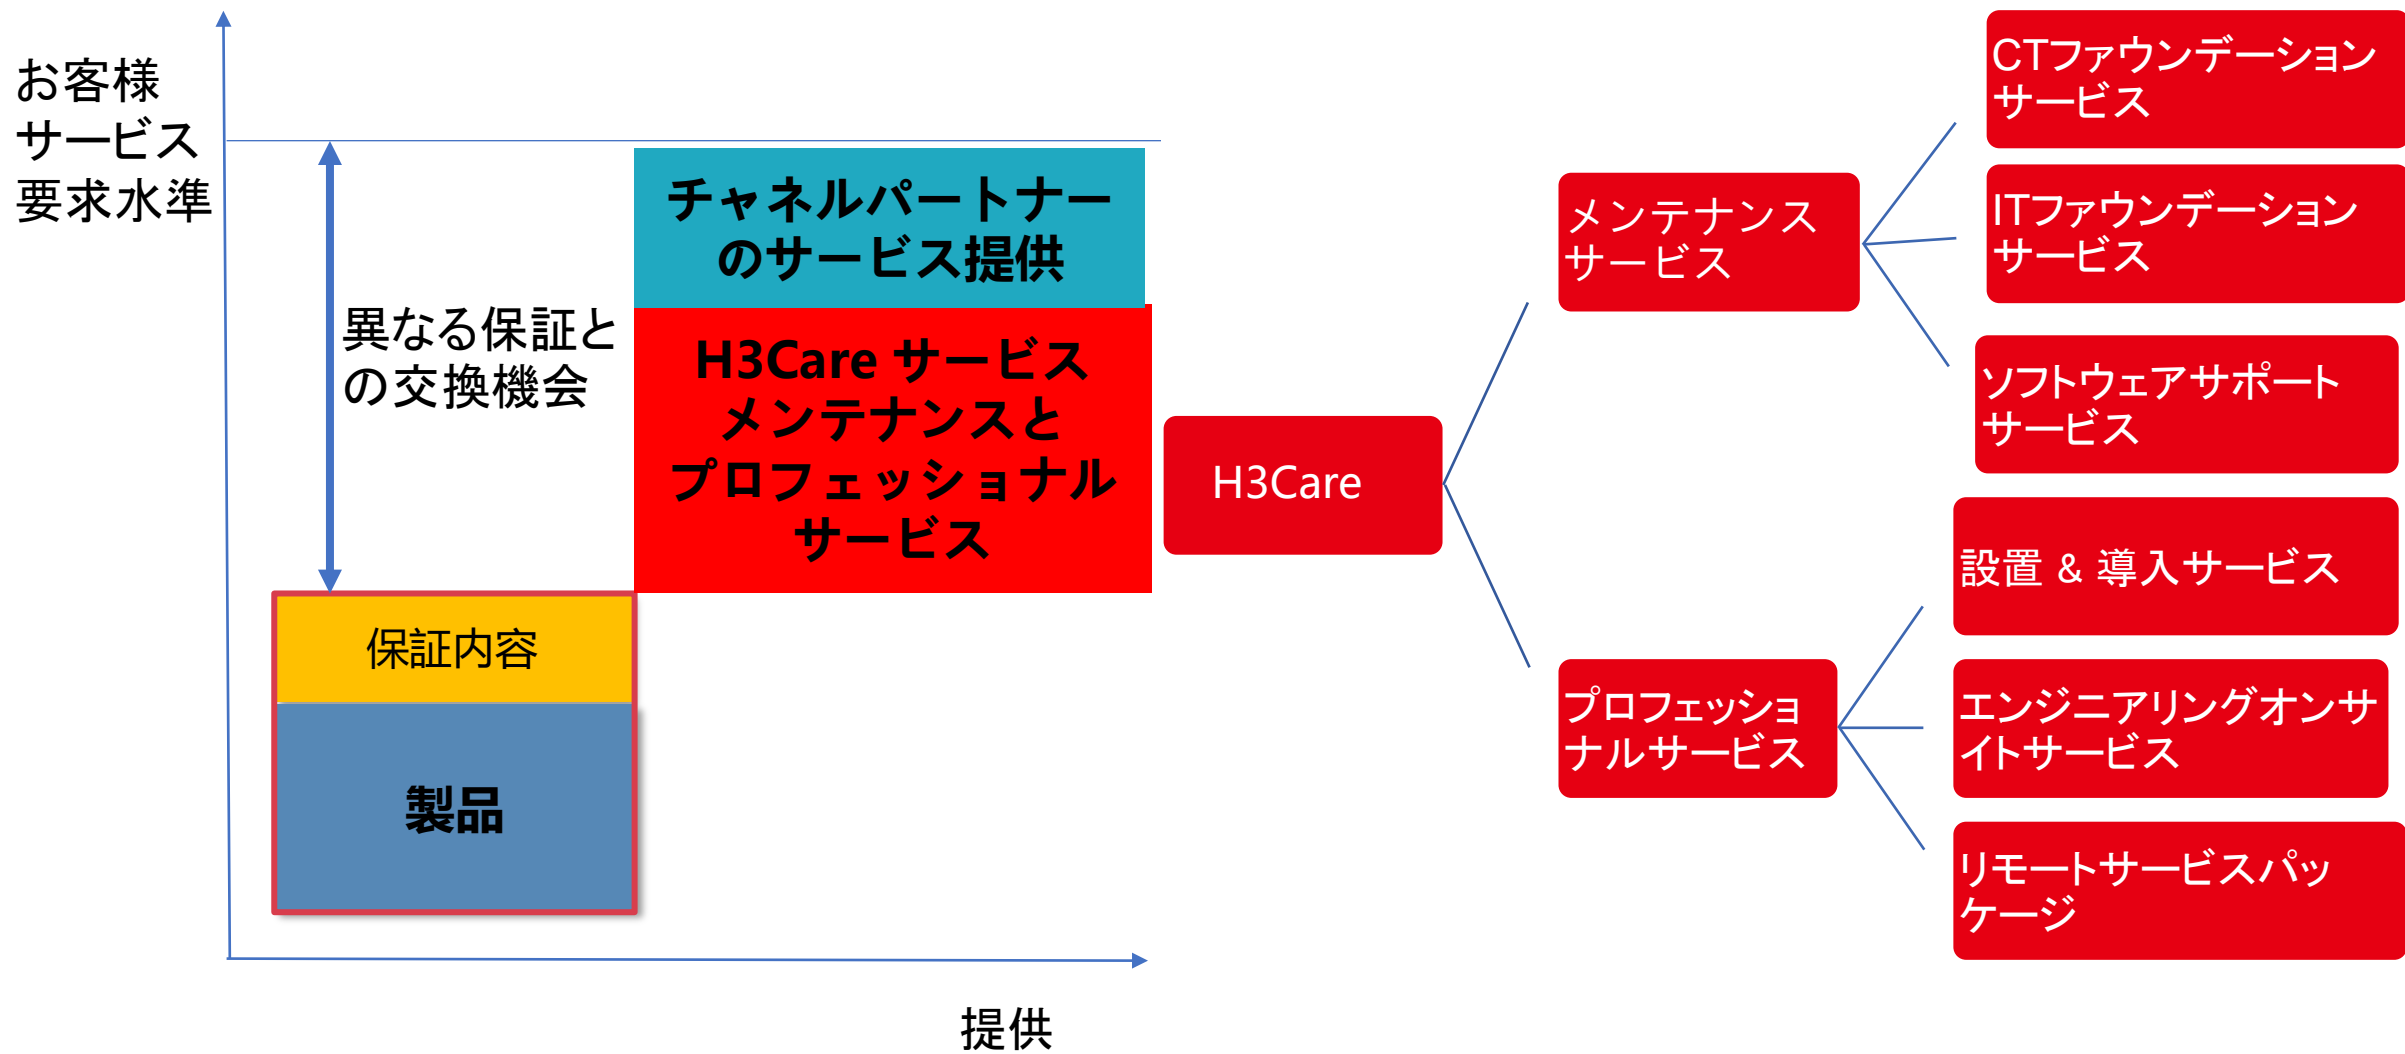 お客様
サービス
要求水準
チャネルパートナー
のサービス提供
異なる保証と
の交換機会
H3Care サービス
メンテナンスと
プロフェッショナル
サービス
保証内容
製品
提供
H3Care
メンテナンス
サービス
CTファウンデーション
サービス
ITファウンデーション
サービス
ソフトウェアサポート
サービス
プロフェッショ
ナルサービス
設置 & 導入サービス
エンジニアリングオンサ
イトサービス
リモートサービスパッ
ケージ